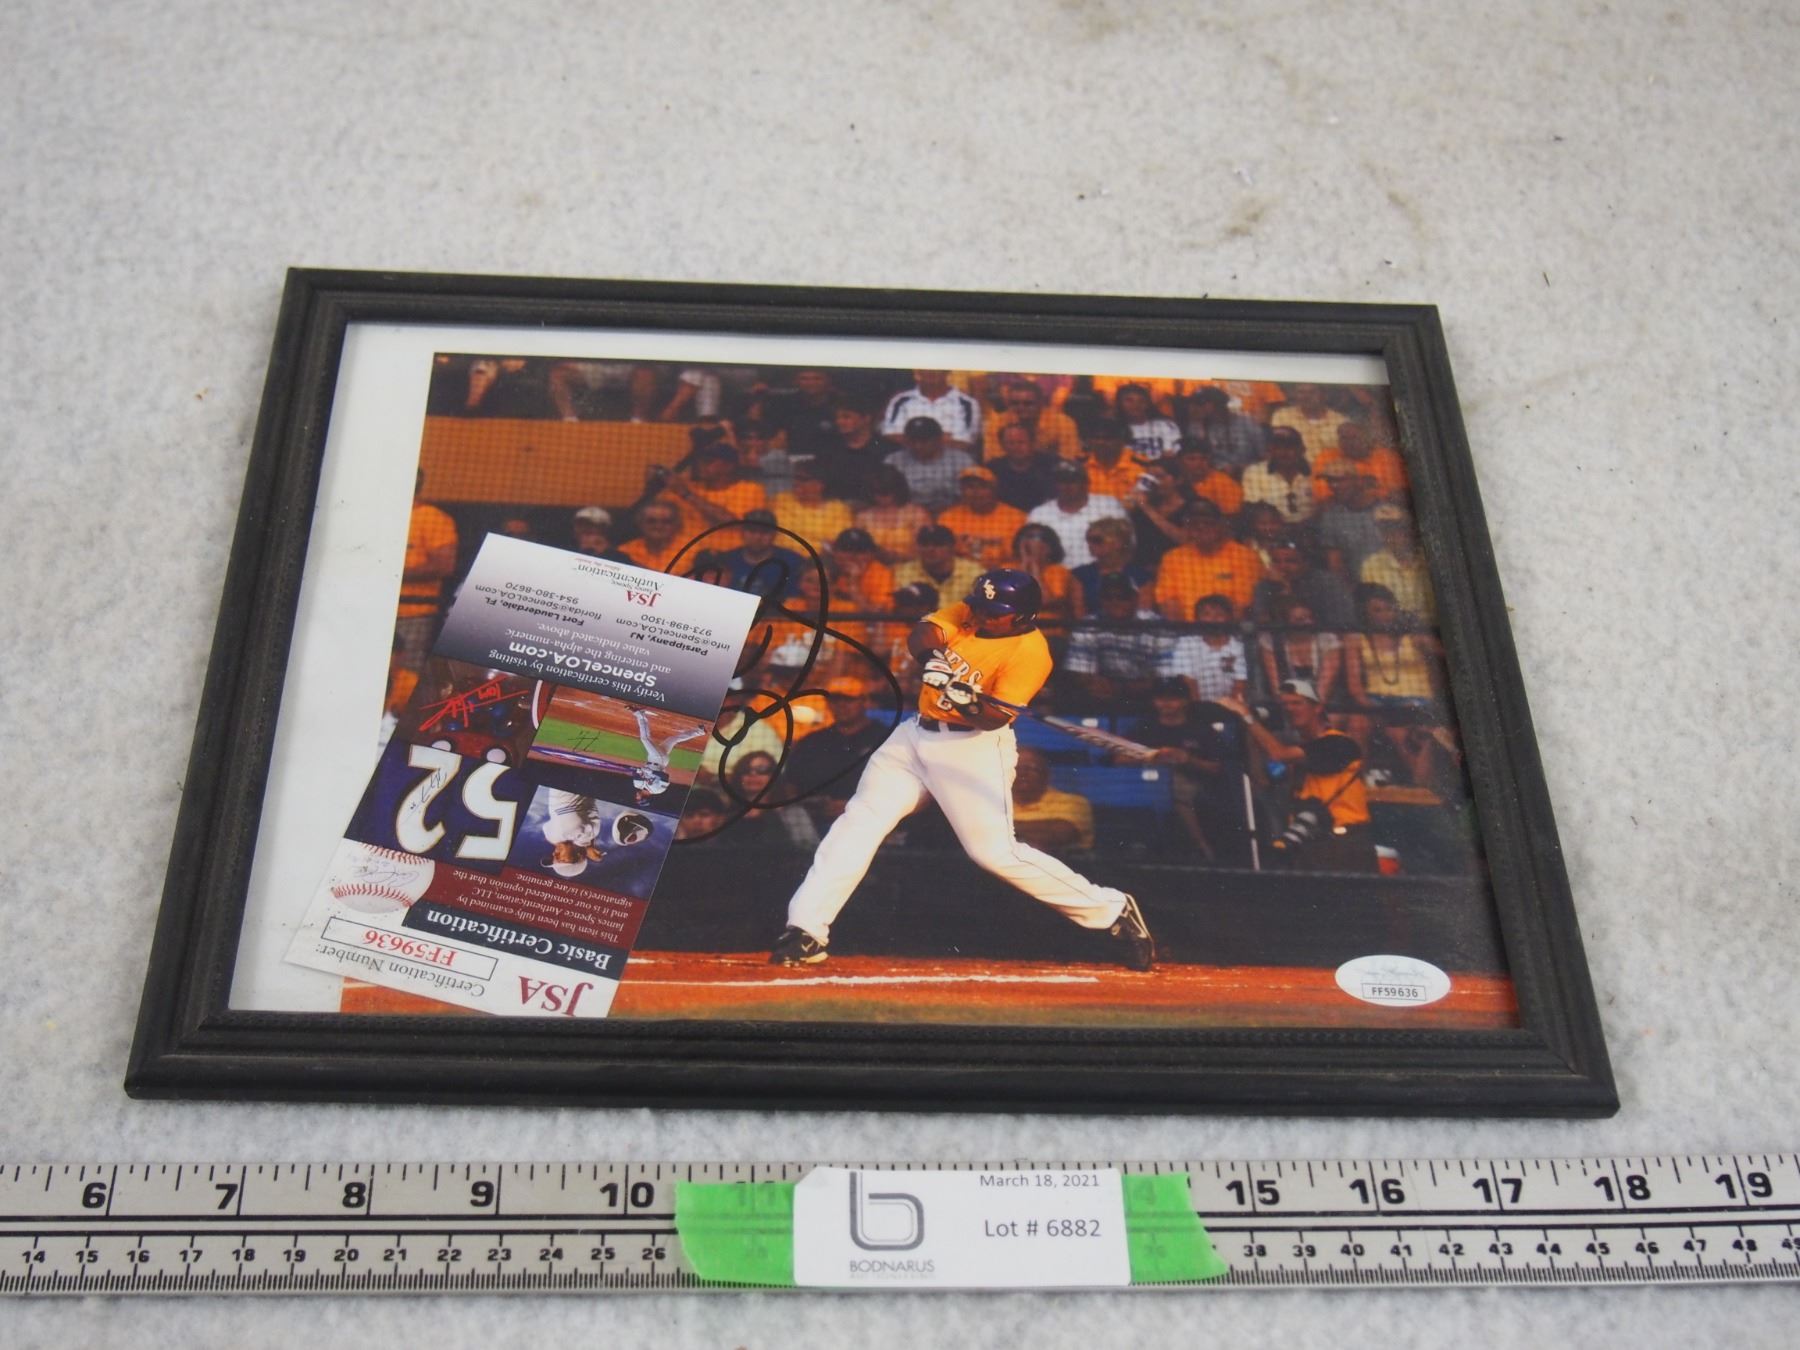 JSA
Certification Number:
FF59636
Basic Certification
This item has been fully examined by
James Spence Authentication, LLC
and it is our considered opinion that the
signature(s) is/are genuine.
52
Verify this certification by visiting
SpenceLOA.com
and entering the alpha-numeric
value indicated above.
Parsippany, NJ
info@SpenceLOA.com
973-898-1300
Fort Lauderdale, FL
florida@SpenceLOA.com
954-380-8670
JSA
Authentication
FF59636
6 7 8 9 10 11 15 16 17 18 19
March 18, 2021
Lot # 6882
BODNARUS
14 15 16 17 18 19 20 21 22 23 24 25 26 38 39 40 41 42 43 44 45 46 47 48 49